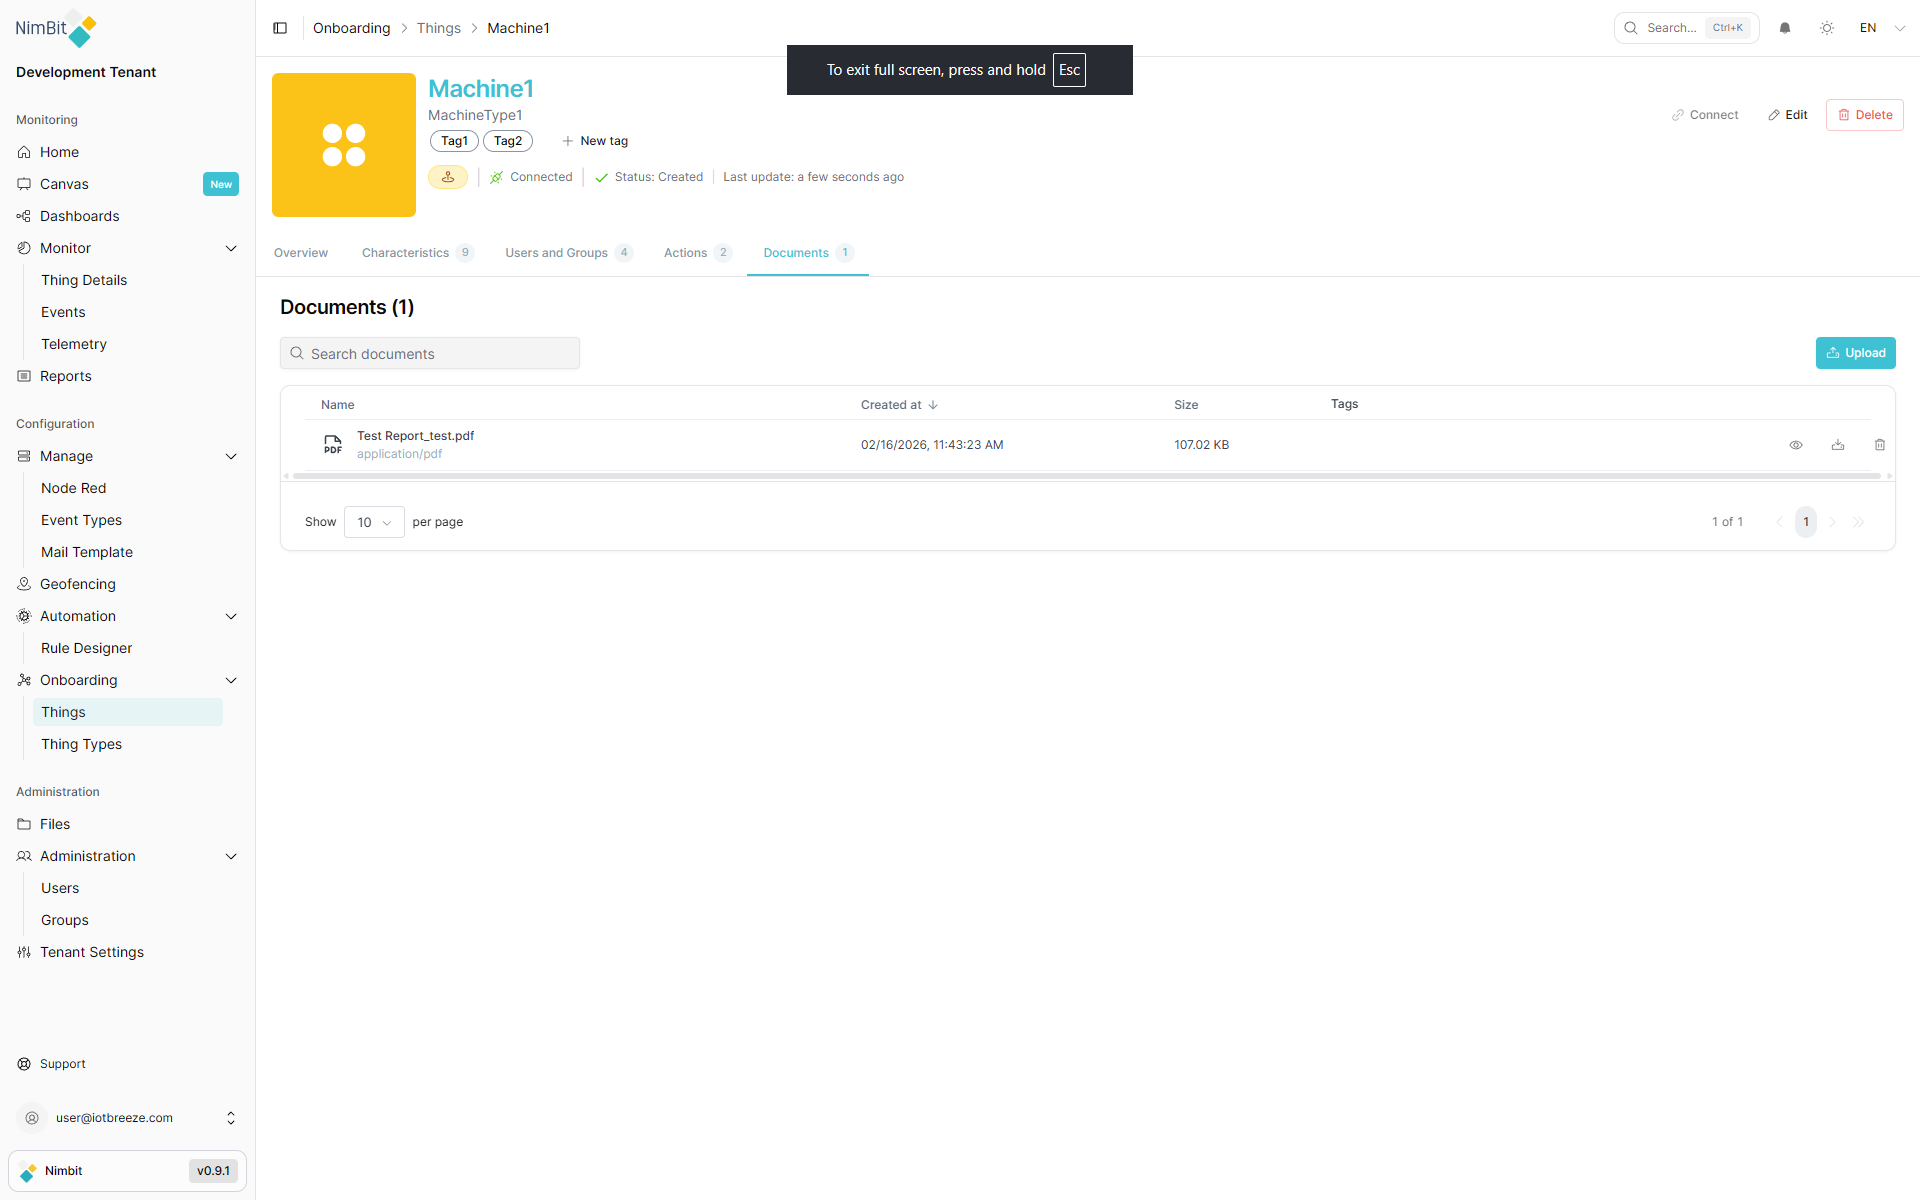 NimBit
Development Tenant
Monitoring
Home
Canvas
New
Dashboards
Monitor
Thing Details
Events
Telemetry
Reports
Configuration
Manage
Node Red
Event Types
Mail Template
Geofencing
Automation
Rule Designer
Onboarding
Things
Thing Types
Administration
Files
Administration
Users
Groups
Tenant Settings
Support
user@iotbreeze.com
Nimbit
v0.9.1
Onboarding > Things > Machine1
Search... Ctrl+K
EN
To exit full screen, press and hold Esc
Machine1
MachineType1
Tag1 Tag2 New tag
Connected Status: Created Last update: a few seconds ago
Connect Edit Delete
Overview Characteristics 9 Users and Groups 4 Actions 2 Documents 1
Documents (1)
Search documents
Upload
Name Created at Size Tags
PDF
Test Report_test.pdf
application/pdf
02/16/2026, 11:43:23 AM
107.02 KB
Show 10 per page
1 of 1
1